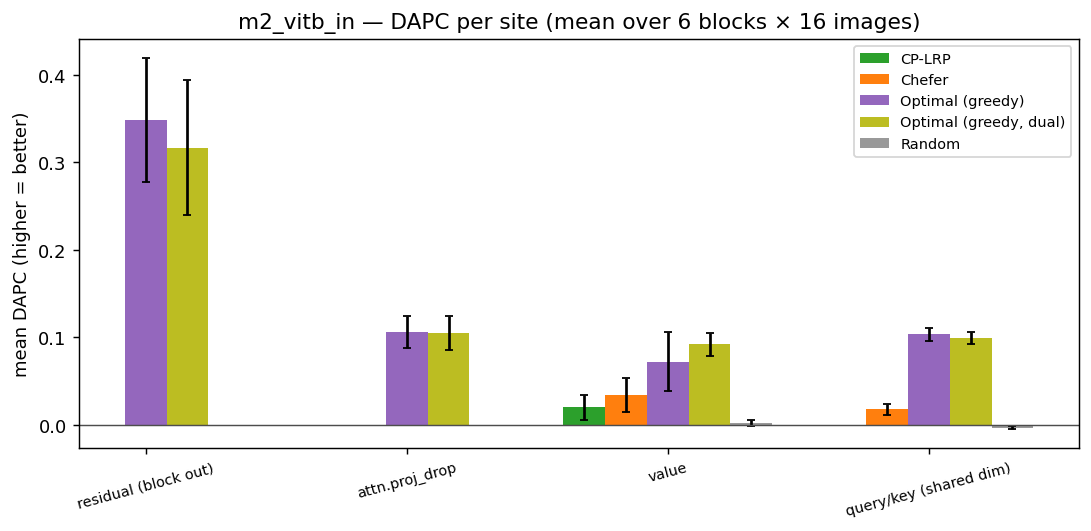 m2_vitb_in — DAPC per site (mean over 6 blocks × 16 images)
mean DAPC (higher = better)
0.4
0.3
0.2
0.1
0.0
CP-LRP
Chefer
Optimal (greedy)
Optimal (greedy, dual)
Random
residual (block out)
attn.proj_drop
value
query/key (shared dim)